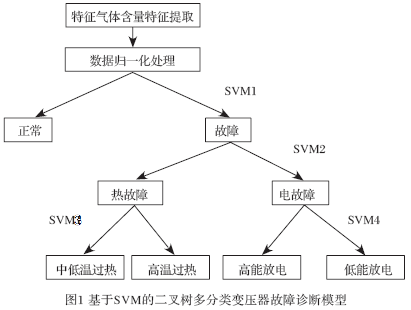 特征气体含量特征提取
数据归一化处理
SVM1
正常
故障
SVM2
热故障
电故障
SVM3
SVM4
中低温过热
高温过热
高能放电
低能放电
图1 基于SVM的二叉树多分类变压器故障诊断模型